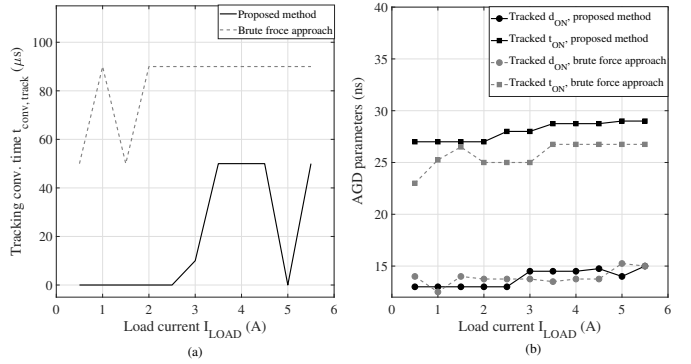 Proposed method
Brute froce approach
100
80
60
40
20
0
0 1 2 3 4 5 6
Tracking conv. time t_conv,track (μs)
Load current I_LOAD (A)
(a)
Tracked d_ON, proposed method
Tracked t_ON, proposed method
Tracked d_ON, brute force approach
Tracked t_ON, brute force approach
40
35
30
25
15
0 1 2 3 4 5 6
AGD parameters (ns)
Load current I_LOAD (A)
(b)